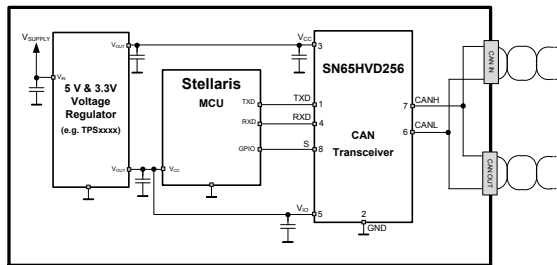 VSUPPLY
VIN
5 V & 3.3V
Voltage
Regulator
(e.g. TPSxxxx)
VOUT
VOUT
VCC
Stellaris
MCU
TXD
RXD
GPIO
VCC
TXD
RXD
S
VIO
SN65HVD256
CAN
Transceiver
3
1
4
8
5
2
GND
7
6
CANH
CANL
CAN IN
CAN OUT